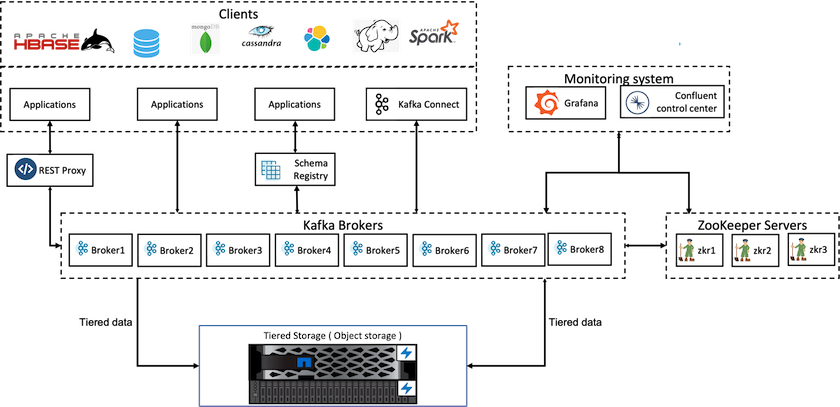 Clients
APACHE
HBASE
mongoDB
cassandra
APACHE
Spark
Monitoring system
Grafana
Confluent
control center
Applications
Applications
Applications
Kafka Connect
REST Proxy
Schema
Registry
Kafka Brokers
Broker1
Broker2
Broker3
Broker4
Broker5
Broker6
Broker7
Broker8
ZooKeeper Servers
zkr1
zkr2
zkr3
Tiered data
Tiered data
Tiered Storage ( Object storage )